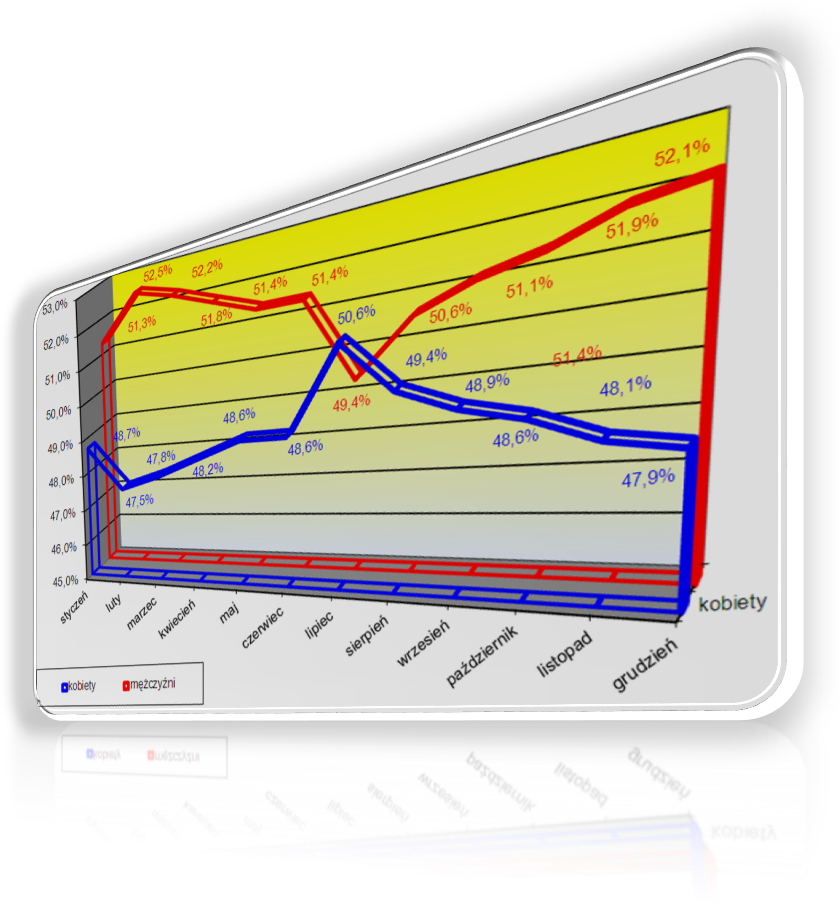 53,0%
52,0%
51,0%
50,0%
49,0%
48,0%
47,0%
46,0%
45,0%
51,3%
52,5%
52,2%
51,8%
51,4%
51,4%
49,4%
50,6%
51,1%
51,4%
51,9%
52,1%
48,7%
47,5%
47,8%
48,2%
48,6%
48,6%
50,6%
49,4%
48,9%
48,6%
48,1%
47,9%
styczeń
luty
marzec
kwiecień
maj
czerwiec
lipiec
sierpień
wrzesień
październik
listopad
grudzień
kobiety
kobiety mężczyźni